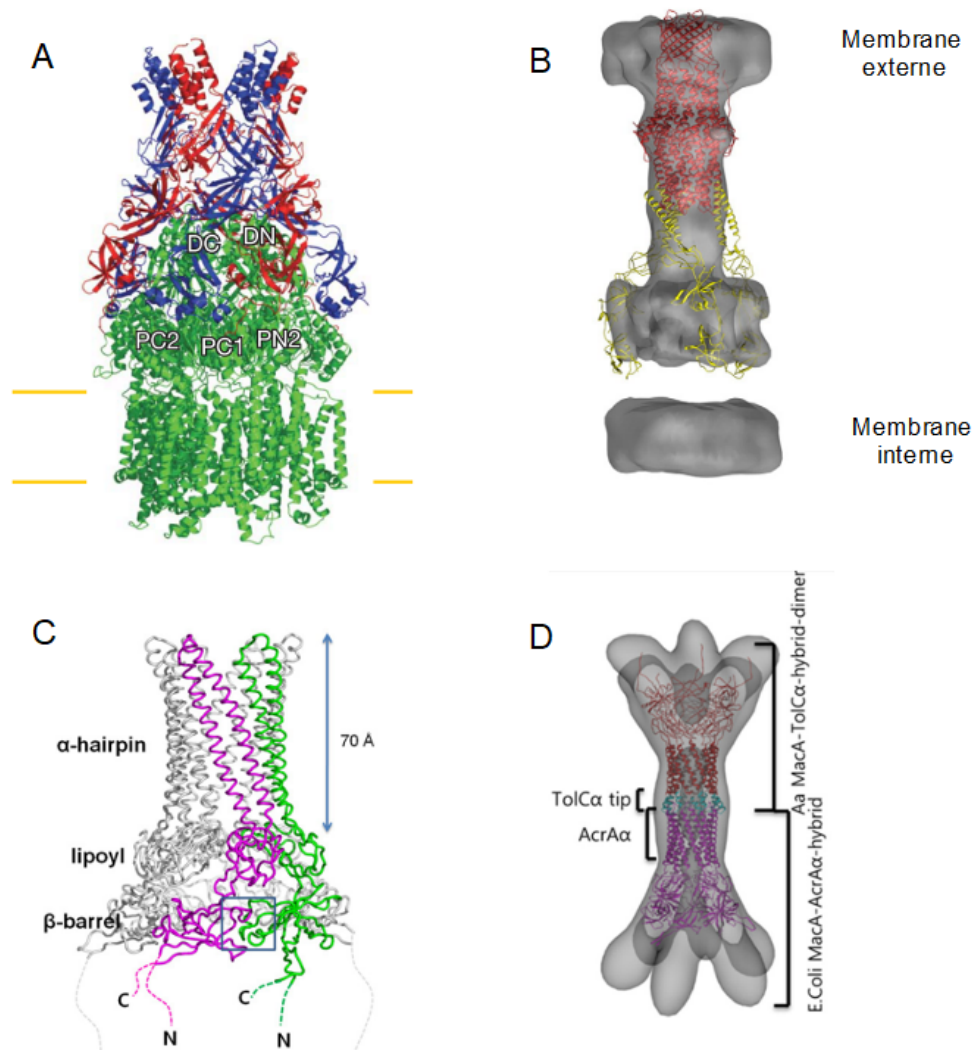 A
DC
DN
PC2
PC1
PN2
B
Membrane
externe
Membrane
interne
C
α-hairpin
70 Å
lipoyl
β-barrel
C
N
C
N
D
TolCα tip
AcrAα
Aa MacA-TolCα-hybrid-dimer
E.Coli MacA-AcrAα-hybrid